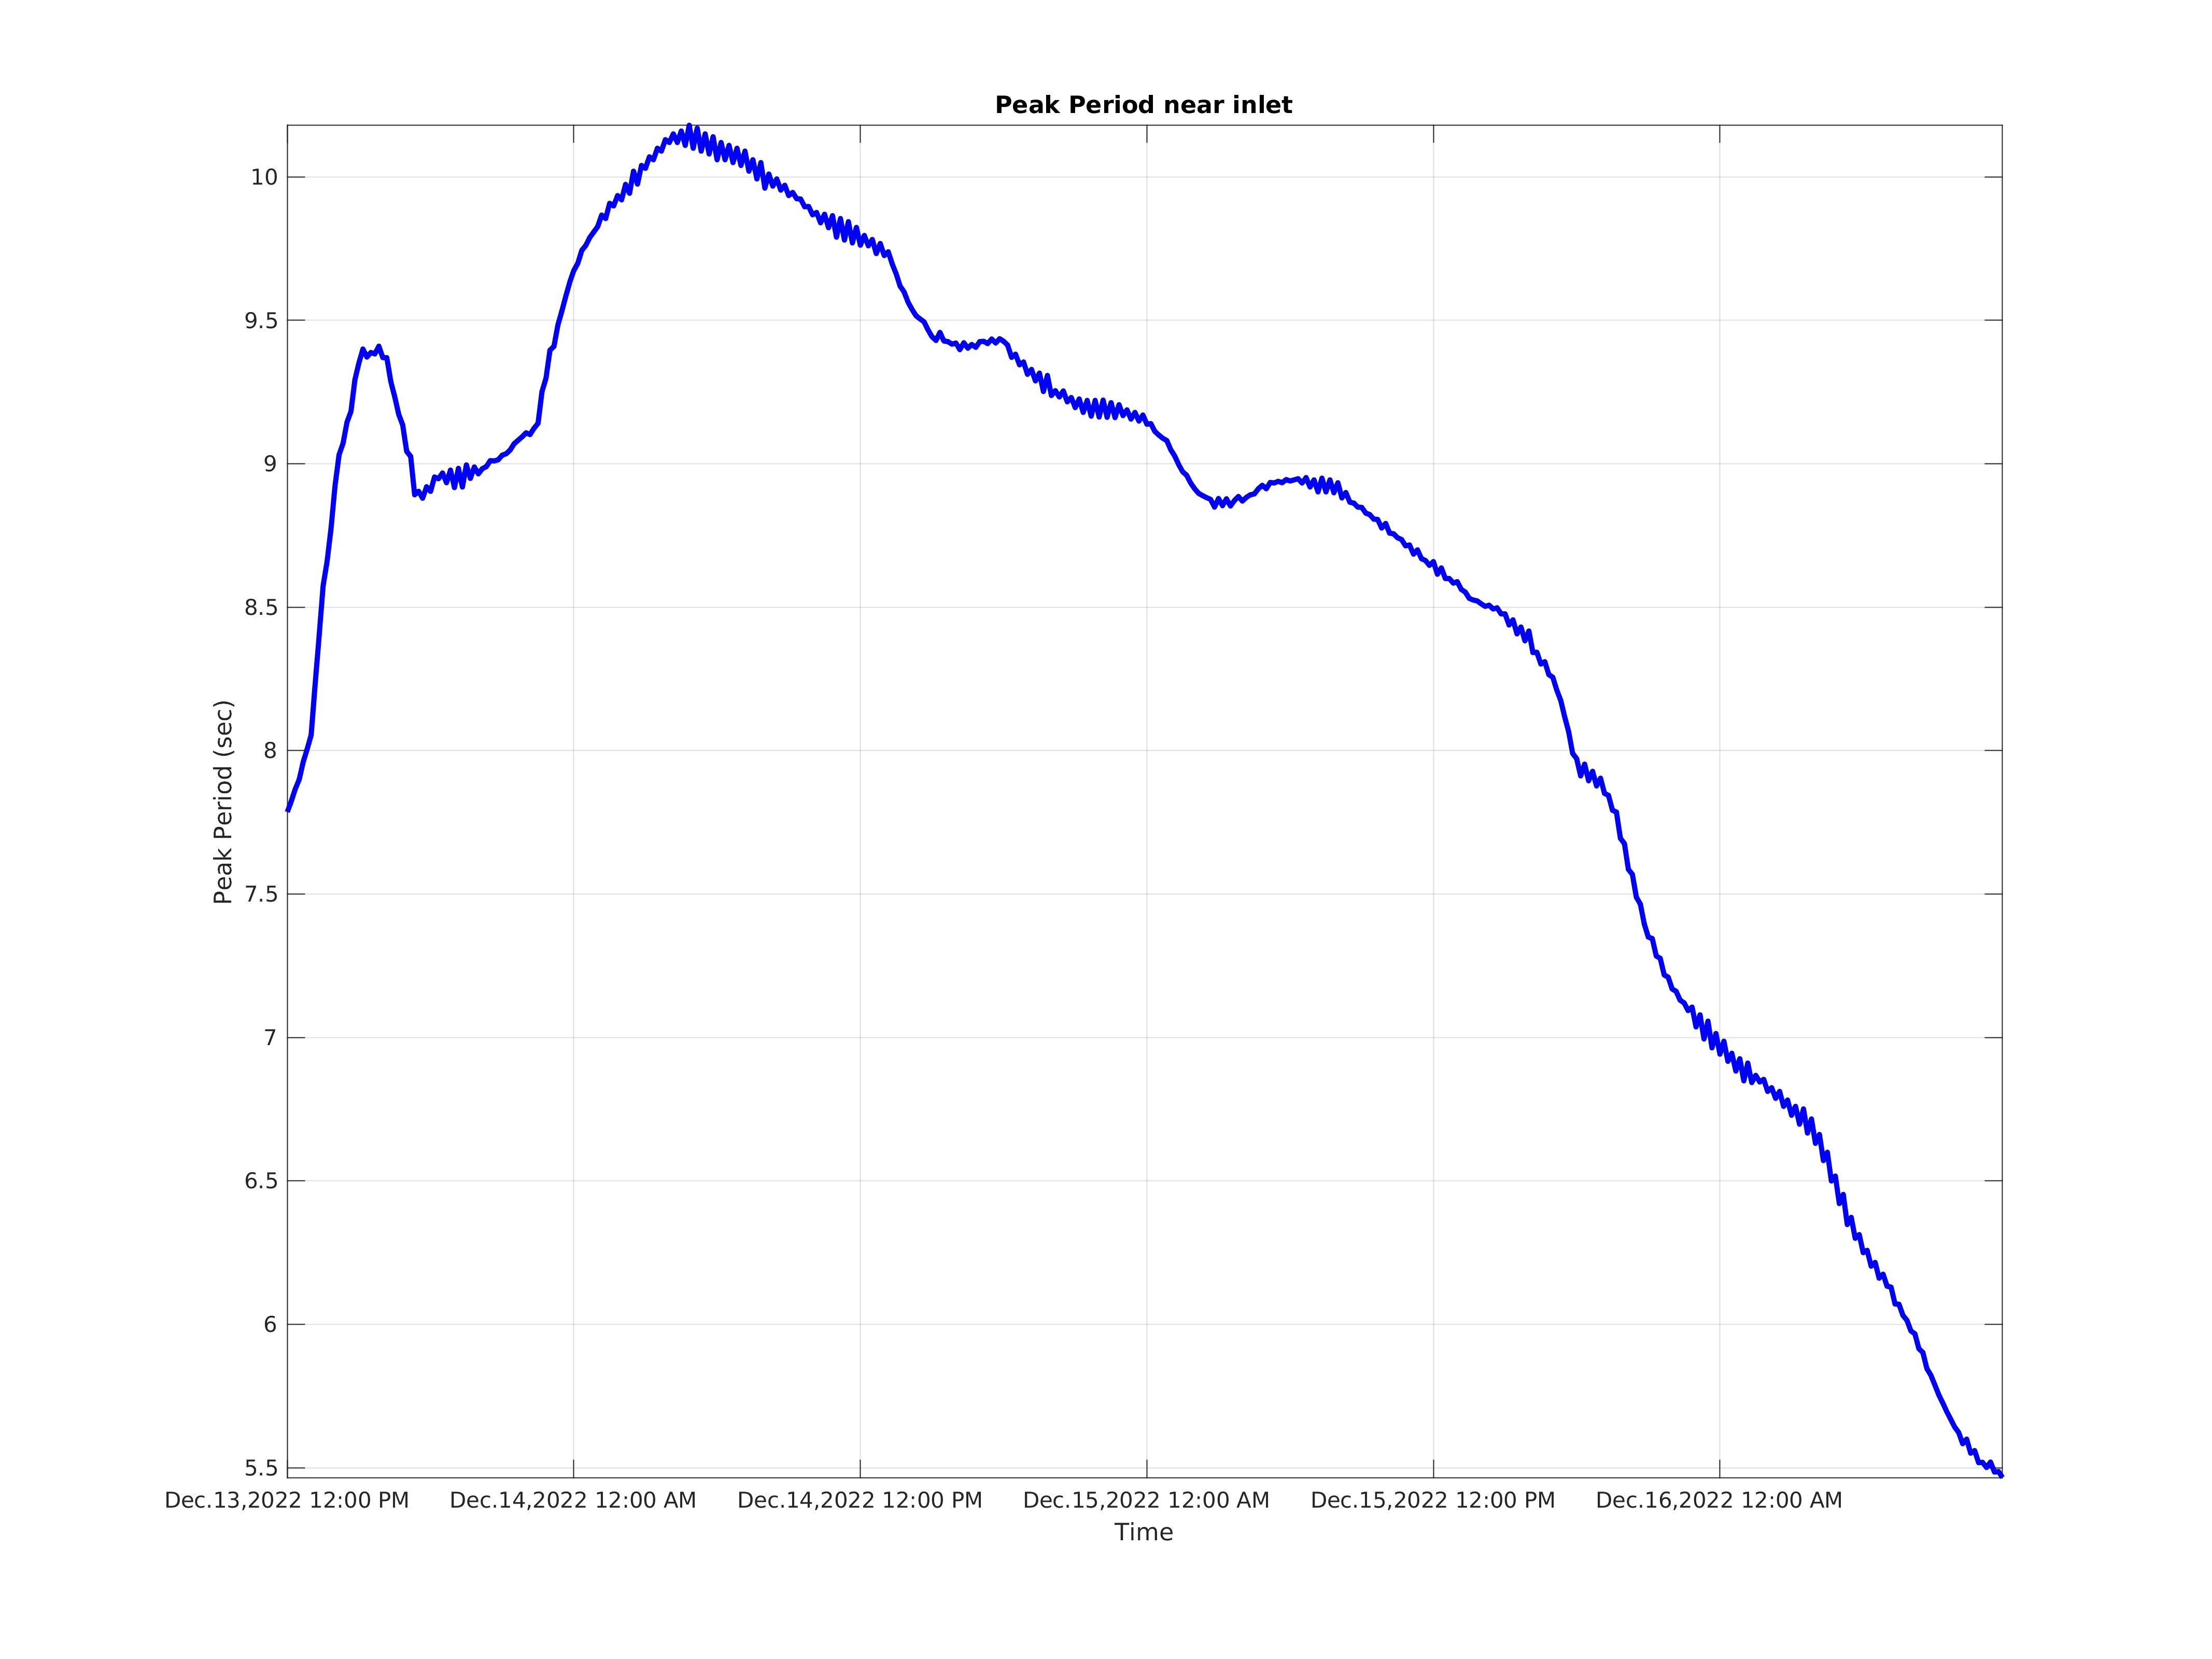 Peak Period near inlet
10
9.5
9
8.5
8
7.5
7
6.5
6
5.5
Peak Period (sec)
Dec.13,2022 12:00 PM Dec.14,2022 12:00 AM Dec.14,2022 12:00 PM Dec.15,2022 12:00 AM Dec.15,2022 12:00 PM Dec.16,2022 12:00 AM
Time